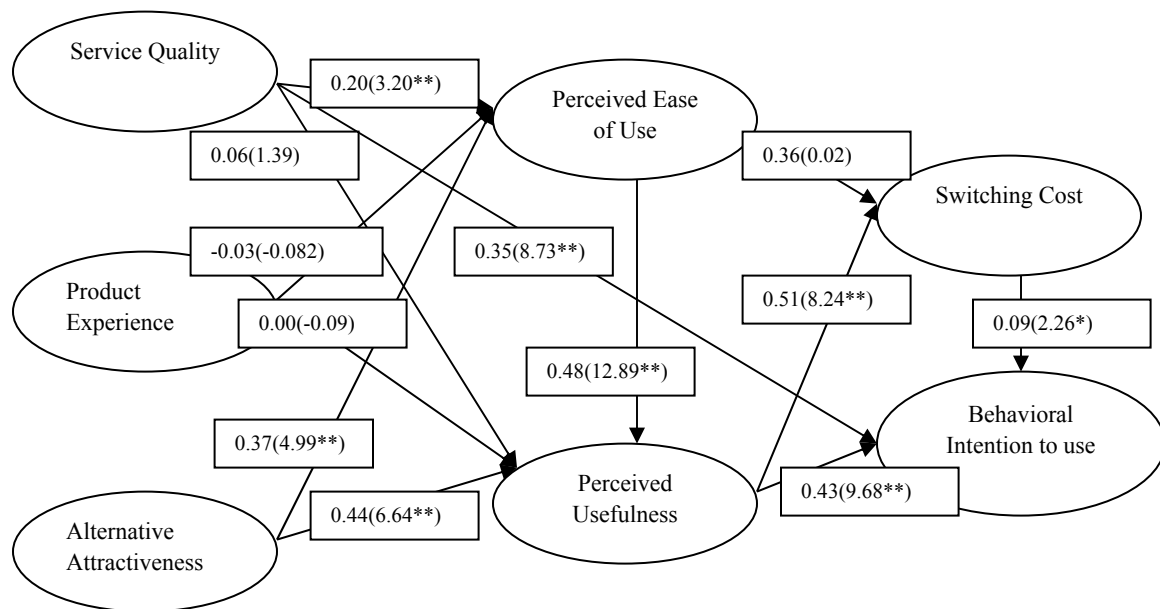 Service Quality
0.20(3.20**)
Perceived Ease
of Use
0.06(1.39)
0.36(0.02)
Switching Cost
-0.03(-0.082)
0.35(8.73**)
Product
Experience
0.00(-0.09)
0.51(8.24**)
0.09(2.26*)
0.48(12.89**)
Behavioral
Intention to use
0.37(4.99**)
Perceived
Usefulness
0.44(6.64**)
0.43(9.68**)
Alternative
Attractiveness